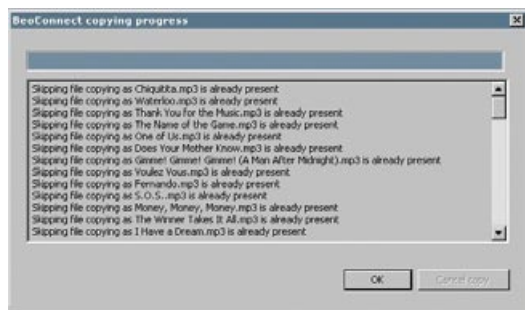 BeoConnect copying progress
Skipping file copying as Chiquitita.mp3 is already present
Skipping file copying as Waterloo.mp3 is already present
Skipping file copying as Thank You for the Music.mp3 is already present
Skipping file copying as The Name of the Game.mp3 is already present
Skipping file copying as One of Us.mp3 is already present
Skipping file copying as Does Your Mother Know.mp3 is already present
Skipping file copying as Gimme! Gimme! Gimme! (A Man After Midnight).mp3 is already present
Skipping file copying as Voulez Vous.mp3 is already present
Skipping file copying as Fernando.mp3 is already present
Skipping file copying as S.O.S..mp3 is already present
Skipping file copying as Money, Money, Money.mp3 is already present
Skipping file copying as The Winner Takes It All.mp3 is already present
Skipping file copying as I Have a Dream.mp3 is already present
OK
Cancel copy